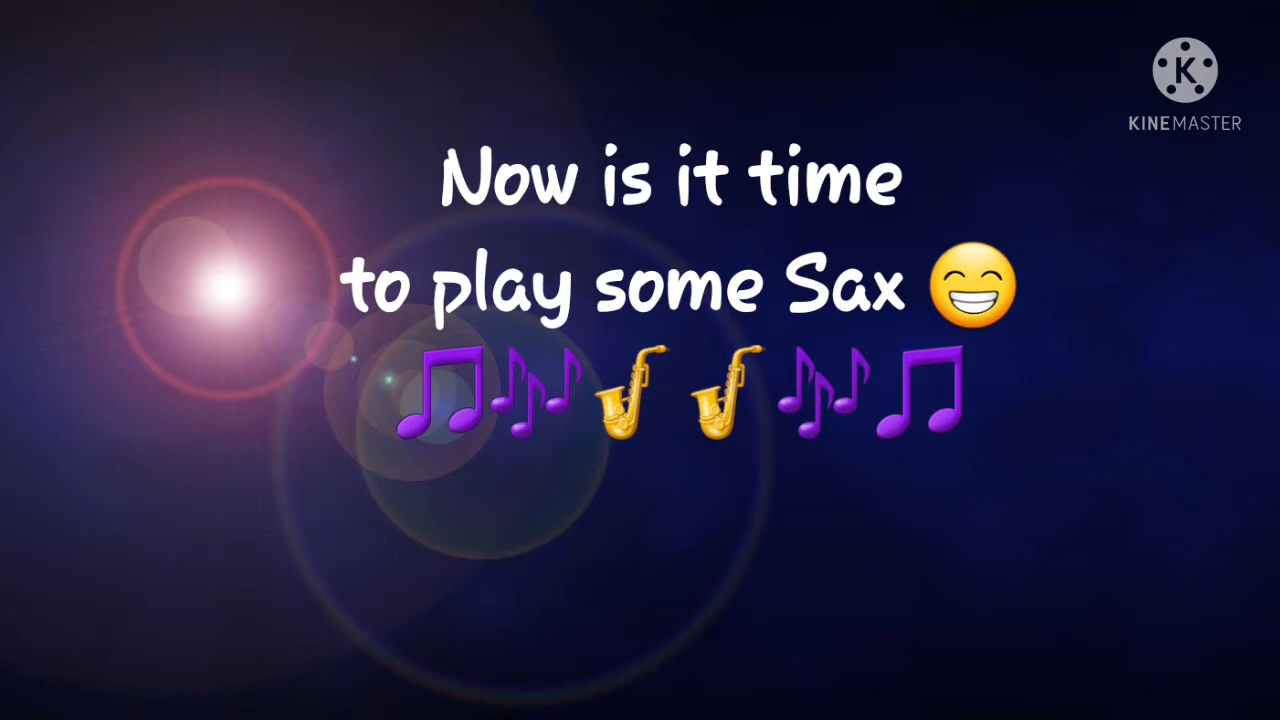 KINEMASTER
Now is it time
to play some Sax 😁
🎵🎶🎷🎷🎶🎵